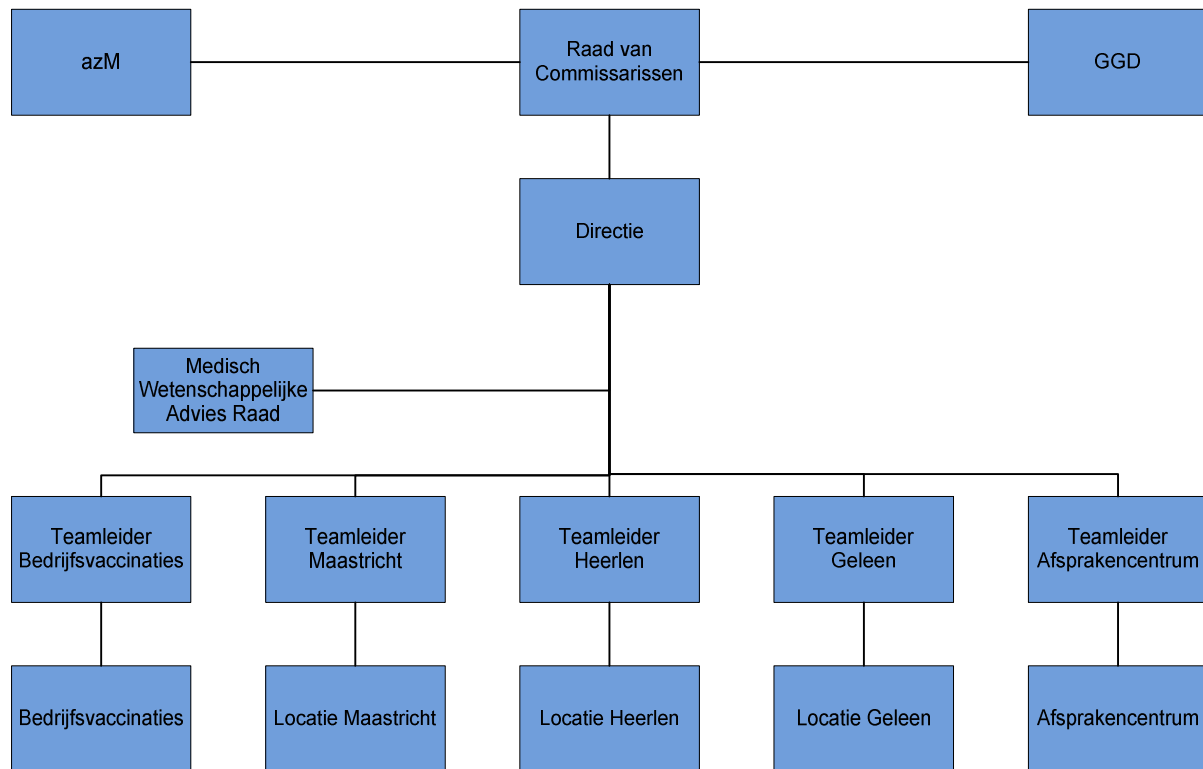 azM
Raad van
Commissarissen
GGD
Directie
Medisch
Wetenschappelijke
Advies Raad
Teamleider
Bedrijfsvaccinaties
Teamleider
Maastricht
Teamleider
Heerlen
Teamleider
Geleen
Teamleider
Afsprakencentrum
Bedrijfsvaccinaties
Locatie Maastricht
Locatie Heerlen
Locatie Geleen
Afsprakencentrum